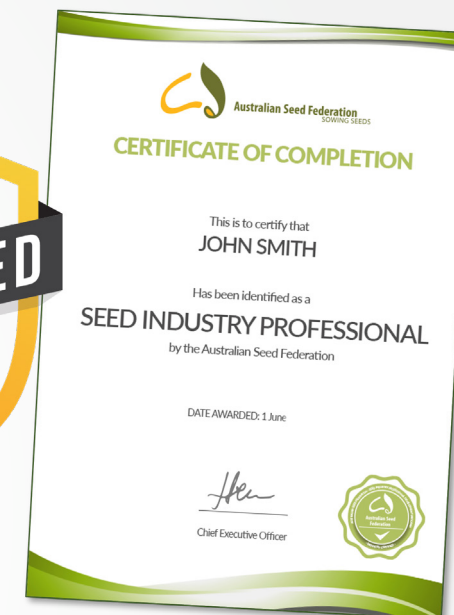 Australian Seed Federation
SOWING SEEDS
CERTIFICATE OF COMPLETION
This is to certify that
JOHN SMITH
Has been identified as a
SEED INDUSTRY PROFESSIONAL
by the Australian Seed Federation
ED
DATE AWARDED: 1 June
Chief Executive Officer
Australian Seed
Federation